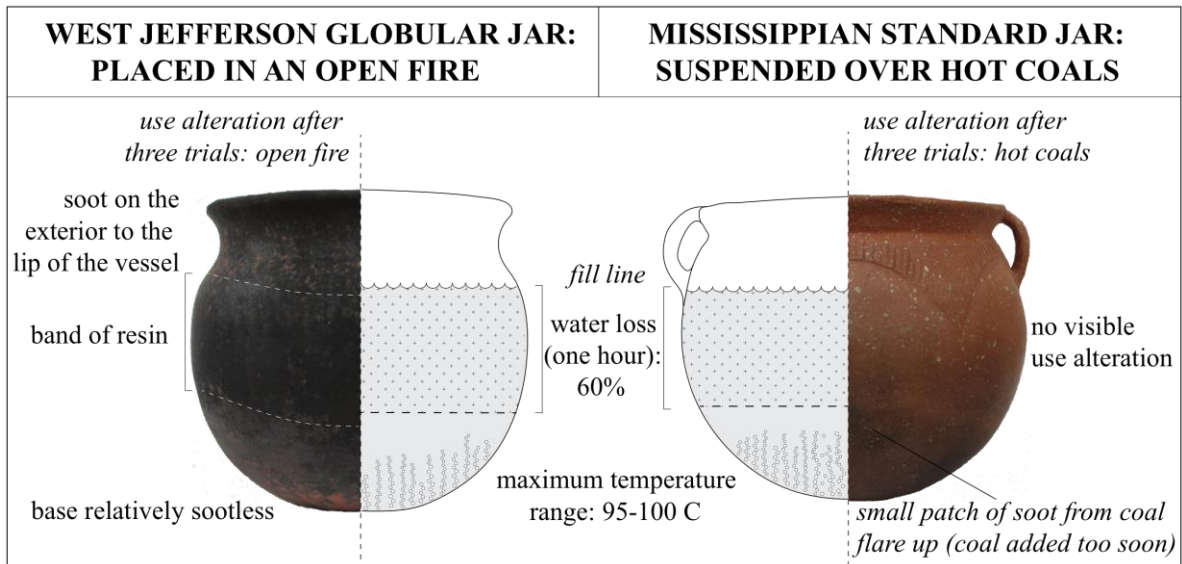 WEST JEFFERSON GLOBULAR JAR:
PLACED IN AN OPEN FIRE
MISSISSIPPIAN STANDARD JAR:
SUSPENDED OVER HOT COALS
use alteration after
three trials: open fire
use alteration after
three trials: hot coals
soot on the
exterior to the
lip of the vessel
band of resin
base relatively sootless
fill line
water loss
(one hour):
60%
maximum temperature
range: 95-100 C
no visible
use alteration
small patch of soot from coal
flare up (coal added too soon)